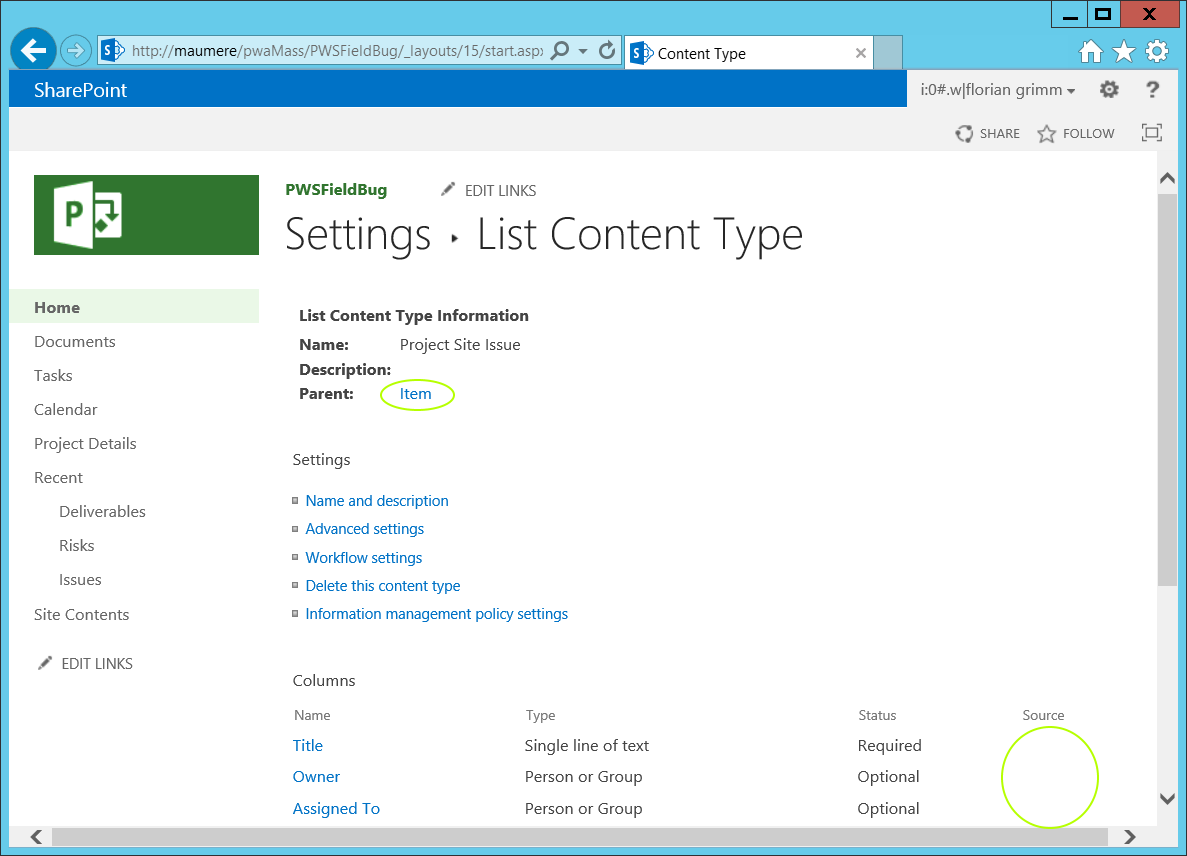 X
http://maumere/pwaMass/PWSFieldBug/_layouts/15/start.aspx
S Content Type
SharePoint
i:0#.w|florian grimm
?
SHARE FOLLOW
P
PWSFieldBug EDIT LINKS
Settings ▸ List Content Type
Home
Documents
Tasks
Calendar
Project Details
Recent
Deliverables
Risks
Issues
Site Contents
EDIT LINKS
List Content Type Information
Name: Project Site Issue
Description:
Parent: Item
Settings
Name and description
Advanced settings
Workflow settings
Delete this content type
Information management policy settings
Columns
Name Type Status Source
Title Single line of text Required
Owner Person or Group Optional
Assigned To Person or Group Optional